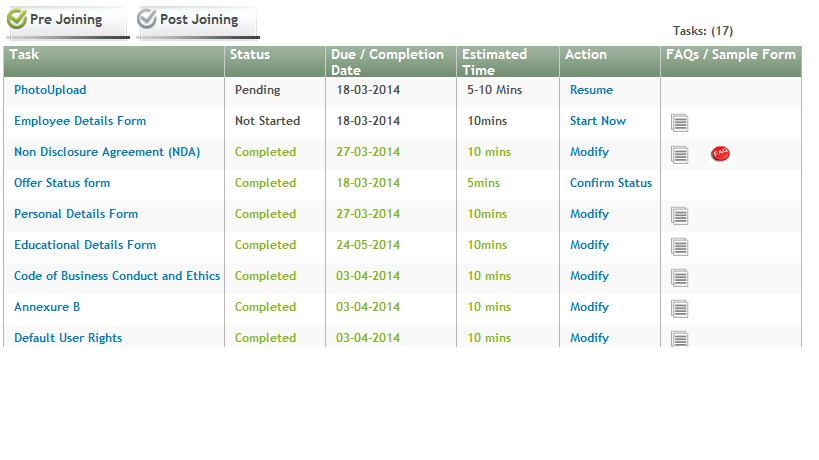 Pre Joining Post Joining
Tasks: (17)
Task Status Due / Completion Date Estimated Time Action FAQs / Sample Form
PhotoUpload Pending 18-03-2014 5-10 Mins Resume
Employee Details Form Not Started 18-03-2014 10mins Start Now
Non Disclosure Agreement (NDA) Completed 27-03-2014 10 mins Modify FAQ
Offer Status form Completed 18-03-2014 5mins Confirm Status
Personal Details Form Completed 27-03-2014 10mins Modify
Educational Details Form Completed 24-05-2014 10mins Modify
Code of Business Conduct and Ethics Completed 03-04-2014 10 mins Modify
Annexure B Completed 03-04-2014 10 mins Modify
Default User Rights Completed 03-04-2014 10 mins Modify